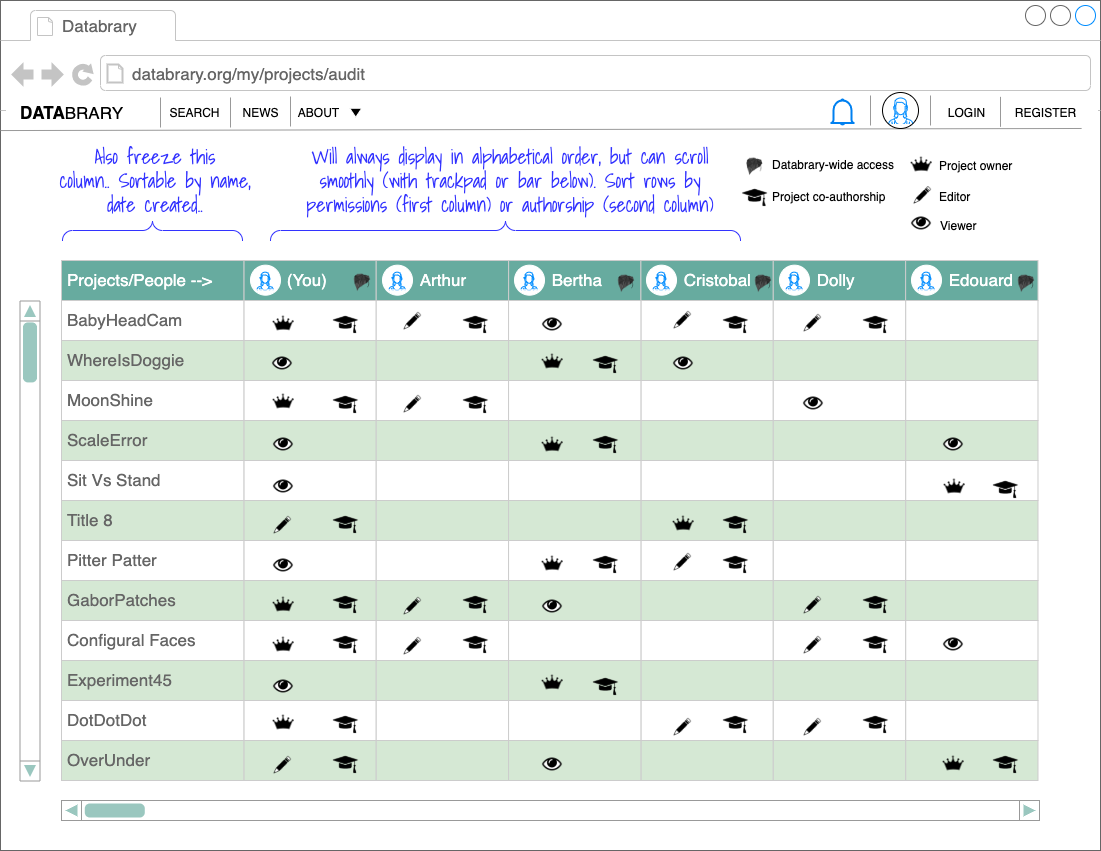 Databrary
databrary.org/my/projects/audit
DATABRARY SEARCH NEWS ABOUT ▼ LOGIN REGISTER
Also freeze this
column.. Sortable by name,
date created..
Will always display in alphabetical order, but can scroll
smoothly (with trackpad or bar below). Sort rows by
permissions (first column) or authorship (second column)
Databrary-wide access
Project owner
Project co-authorship
Editor
Viewer
Projects/People --> (You) Arthur Bertha Cristobal Dolly Edouard
BabyHeadCam
WhereIsDoggie
MoonShine
ScaleError
Sit Vs Stand
Title 8
Pitter Patter
GaborPatches
Configural Faces
Experiment45
DotDotDot
OverUnder